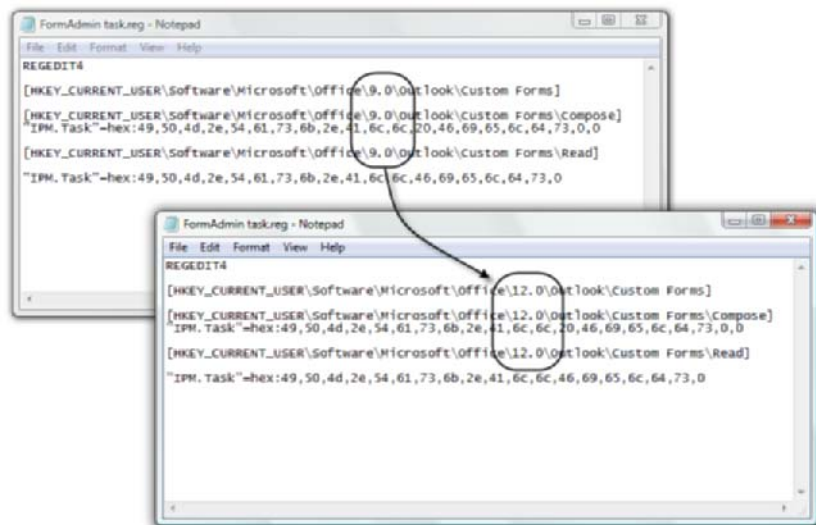 FormAdmin task.reg - Notepad
File Edit Format View Help
REGEDIT4
[HKEY_CURRENT_USER\Software\Microsoft\Office\9.0\Outlook\Custom Forms]
[HKEY_CURRENT_USER\Software\Microsoft\Office\9.0\Outlook\Custom Forms\Compose]
"IPM.Task"=hex:49,50,4d,2e,54,61,73,6b,2e,41,6c,6c,20,46,69,65,6c,64,73,0,0
[HKEY_CURRENT_USER\Software\Microsoft\Office\9.0\Outlook\Custom Forms\Read]
"IPM.Task"=hex:49,50,4d,2e,54,61,73,6b,2e,41,6c,6c,46,69,65,6c,64,73,0
FormAdmin task.reg - Notepad
File Edit Format View Help
REGEDIT4
[HKEY_CURRENT_USER\Software\Microsoft\Office\12.0\Outlook\Custom Forms]
[HKEY_CURRENT_USER\Software\Microsoft\Office\12.0\Outlook\Custom Forms\Compose]
"IPM.Task"=hex:49,50,4d,2e,54,61,73,6b,2e,41,6c,6c,20,46,69,65,6c,64,73,0,0
[HKEY_CURRENT_USER\Software\Microsoft\Office\12.0\Outlook\Custom Forms\Read]
"IPM.Task"=hex:49,50,4d,2e,54,61,73,6b,2e,41,6c,6c,46,69,65,6c,64,73,0